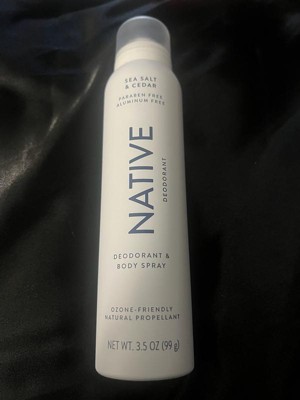 SEA SALT
& CEDAR
PARABEN FREE
ALUMINUM FREE
NATIVE
DEODORANT
DEODORANT &
BODY SPRAY
OZONE-FRIENDLY
NATURAL PROPELLANT
NET WT. 3.5 OZ (99 g)